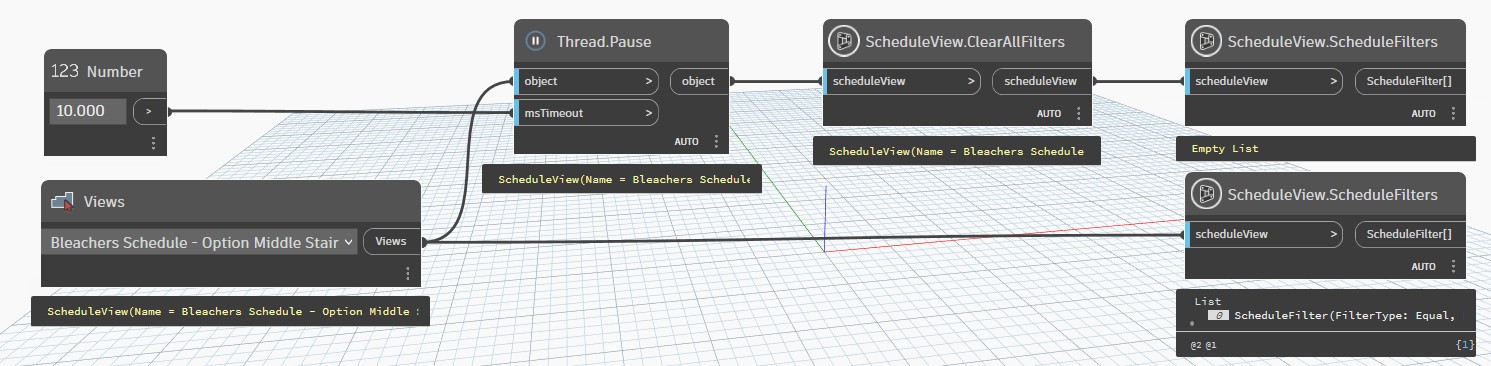 123 Number
10.000 >
Views
Bleachers Schedule - Option Middle Stair Views
ScheduleView(Name = Bleachers Schedule - Option Middle
Thread.Pause
object > object
msTimeout >
AUTO
ScheduleView(Name = Bleachers Schedule
ScheduleView.ClearAllFilters
scheduleView > scheduleView
AUTO
ScheduleView(Name = Bleachers Schedule
ScheduleView.ScheduleFilters
scheduleView > ScheduleFilter[]
AUTO
Empty List
ScheduleView.ScheduleFilters
scheduleView > ScheduleFilter[]
AUTO
List
0 ScheduleFilter(FilterType: Equal,
@2 @1 {1}